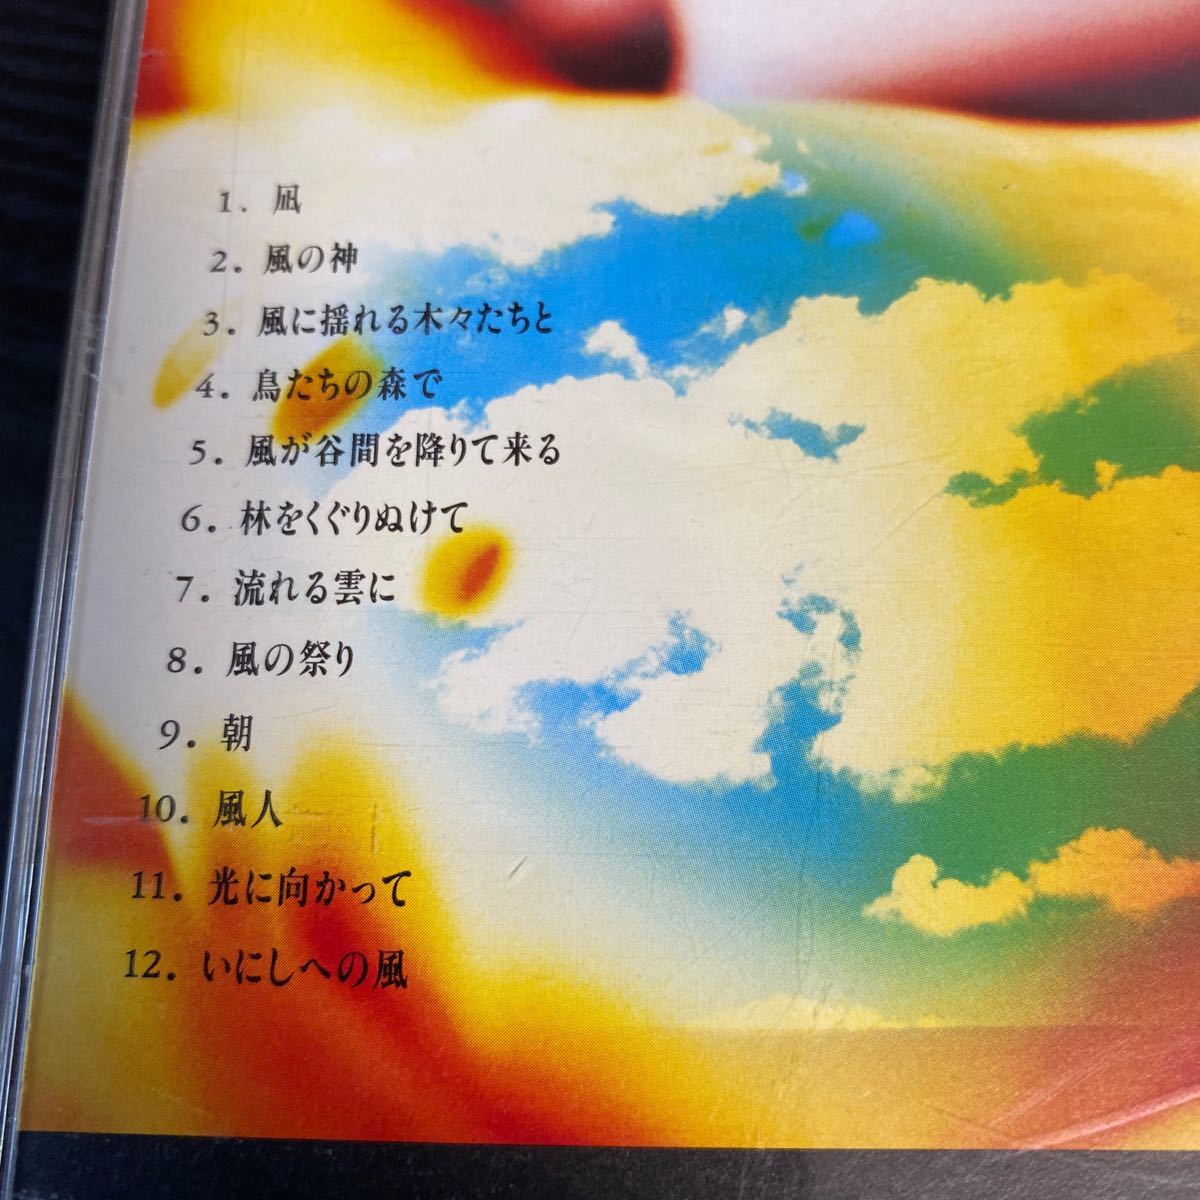 1. 凪
2. 風の神
3. 風に揺れる木々たちと
4. 鳥たちの森で
5. 風が谷間を降りて来る
6. 林をくぐりぬけて
7. 流れる雲に
8. 風の祭り
9. 朝
10. 風人
11. 光に向かって
12. いにしへの風